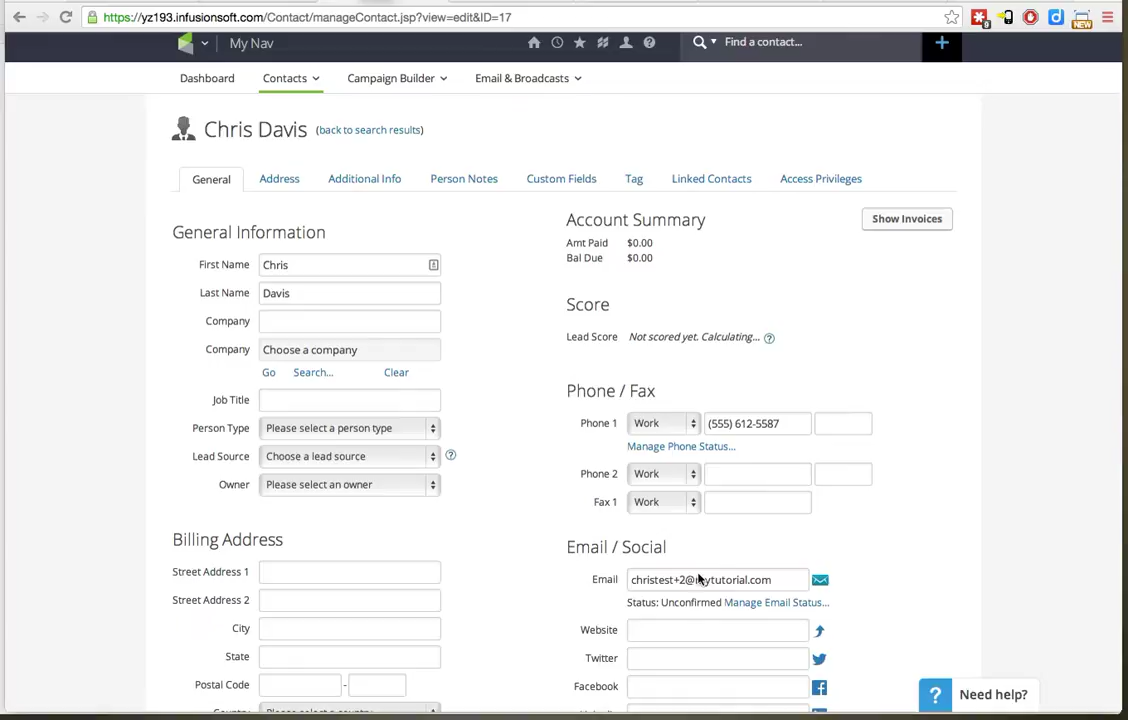 https://yz193.infusionsoft.com/Contact/manageContact.jsp?view=edit&ID=17
9
NEW
My Nav
Find a contact...
Dashboard
Contacts
Campaign Builder
Email & Broadcasts
Chris Davis (back to search results)
General
Address
Additional Info
Person Notes
Custom Fields
Tag
Linked Contacts
Access Privileges
General Information
First Name Chris
Last Name Davis
Company
Company Choose a company
Go Search... Clear
Job Title
Person Type Please select a person type
Lead Source Choose a lead source
Owner Please select an owner
Billing Address
Street Address 1
Street Address 2
City
State
Postal Code -
Account Summary
Show Invoices
Amt Paid $0.00
Bal Due $0.00
Score
Lead Score Not scored yet. Calculating...
Phone / Fax
Phone 1 Work (555) 612-5587
Manage Phone Status...
Phone 2 Work
Fax 1 Work
Email / Social
Email
Status: Unconfirmed Manage Email Status...
Website
Twitter
Facebook
Need help?